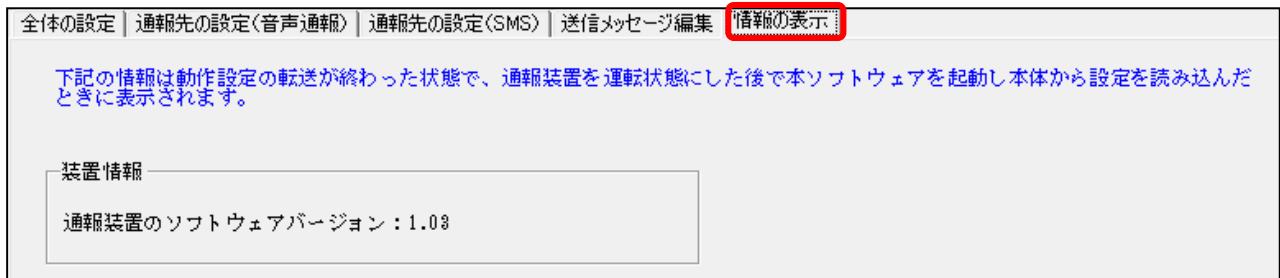 全体の設定 通報先の設定(音声通報) 通報先の設定(SMS) 送信メッセージ編集 情報の表示
下記の情報は動作設定の転送が終わった状態で、通報装置を運転状態にした後で本ソフトウェアを起動し本体から設定を読み込んだ
ときに表示されます。
装置情報
通報装置のソフトウェアバージョン:1.03